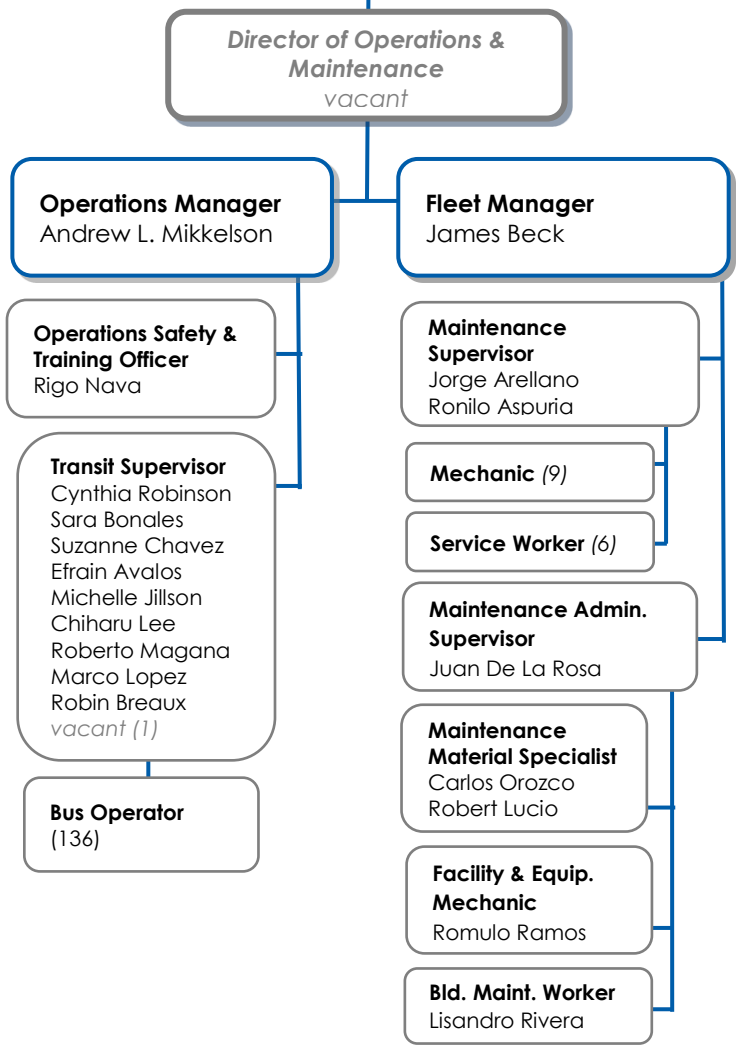 Director of Operations &
Maintenance
vacant
Operations Manager
Andrew L. Mikkelson
Fleet Manager
James Beck
Operations Safety &
Training Officer
Rigo Nava
Transit Supervisor
Cynthia Robinson
Sara Bonales
Suzanne Chavez
Efrain Avalos
Michelle Jillson
Chiharu Lee
Roberto Magana
Marco Lopez
Robin Breaux
vacant (1)
Bus Operator
(136)
Maintenance
Supervisor
Jorge Arellano
Ronilo Aspuria
Mechanic (9)
Service Worker (6)
Maintenance Admin.
Supervisor
Juan De La Rosa
Maintenance
Material Specialist
Carlos Orozco
Robert Lucio
Facility & Equip.
Mechanic
Romulo Ramos
Bld. Maint. Worker
Lisandro Rivera